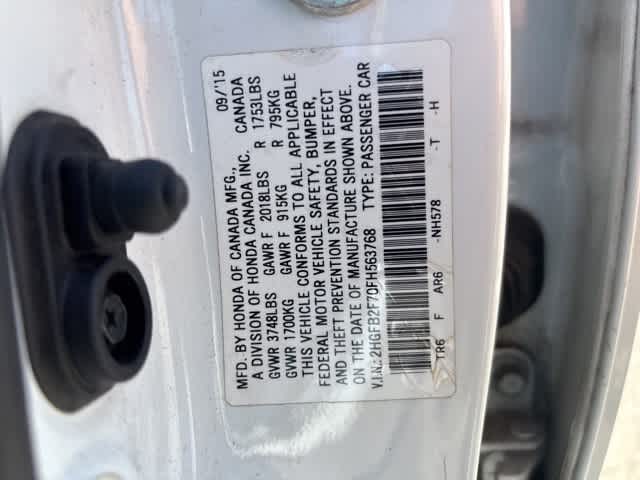 MFD. BY HONDA OF CANADA MFG., 09/'15
A DIVISION OF HONDA CANADA INC. CANADA
GVWR 3748LBS GAWR F 2018LBS R 1753LBS
GVWR 1700KG GAWR F 915KG R 795KG
THIS VEHICLE CONFORMS TO ALL APPLICABLE
FEDERAL MOTOR VEHICLE SAFETY, BUMPER,
AND THEFT PREVENTION STANDARDS IN EFFECT
ON THE DATE OF MANUFACTURE SHOWN ABOVE.
V.I.N.: 2HGFB2F70FH563768 TYPE: PASSENGER CAR
TR6 F AR6 -NH578 -T -H